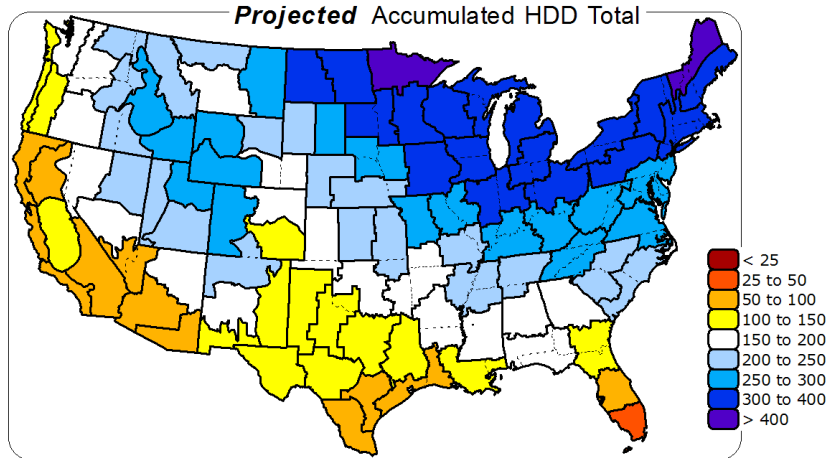 Projected Accumulated HDD Total
< 25
25 to 50
50 to 100
100 to 150
150 to 200
200 to 250
250 to 300
300 to 400
> 400